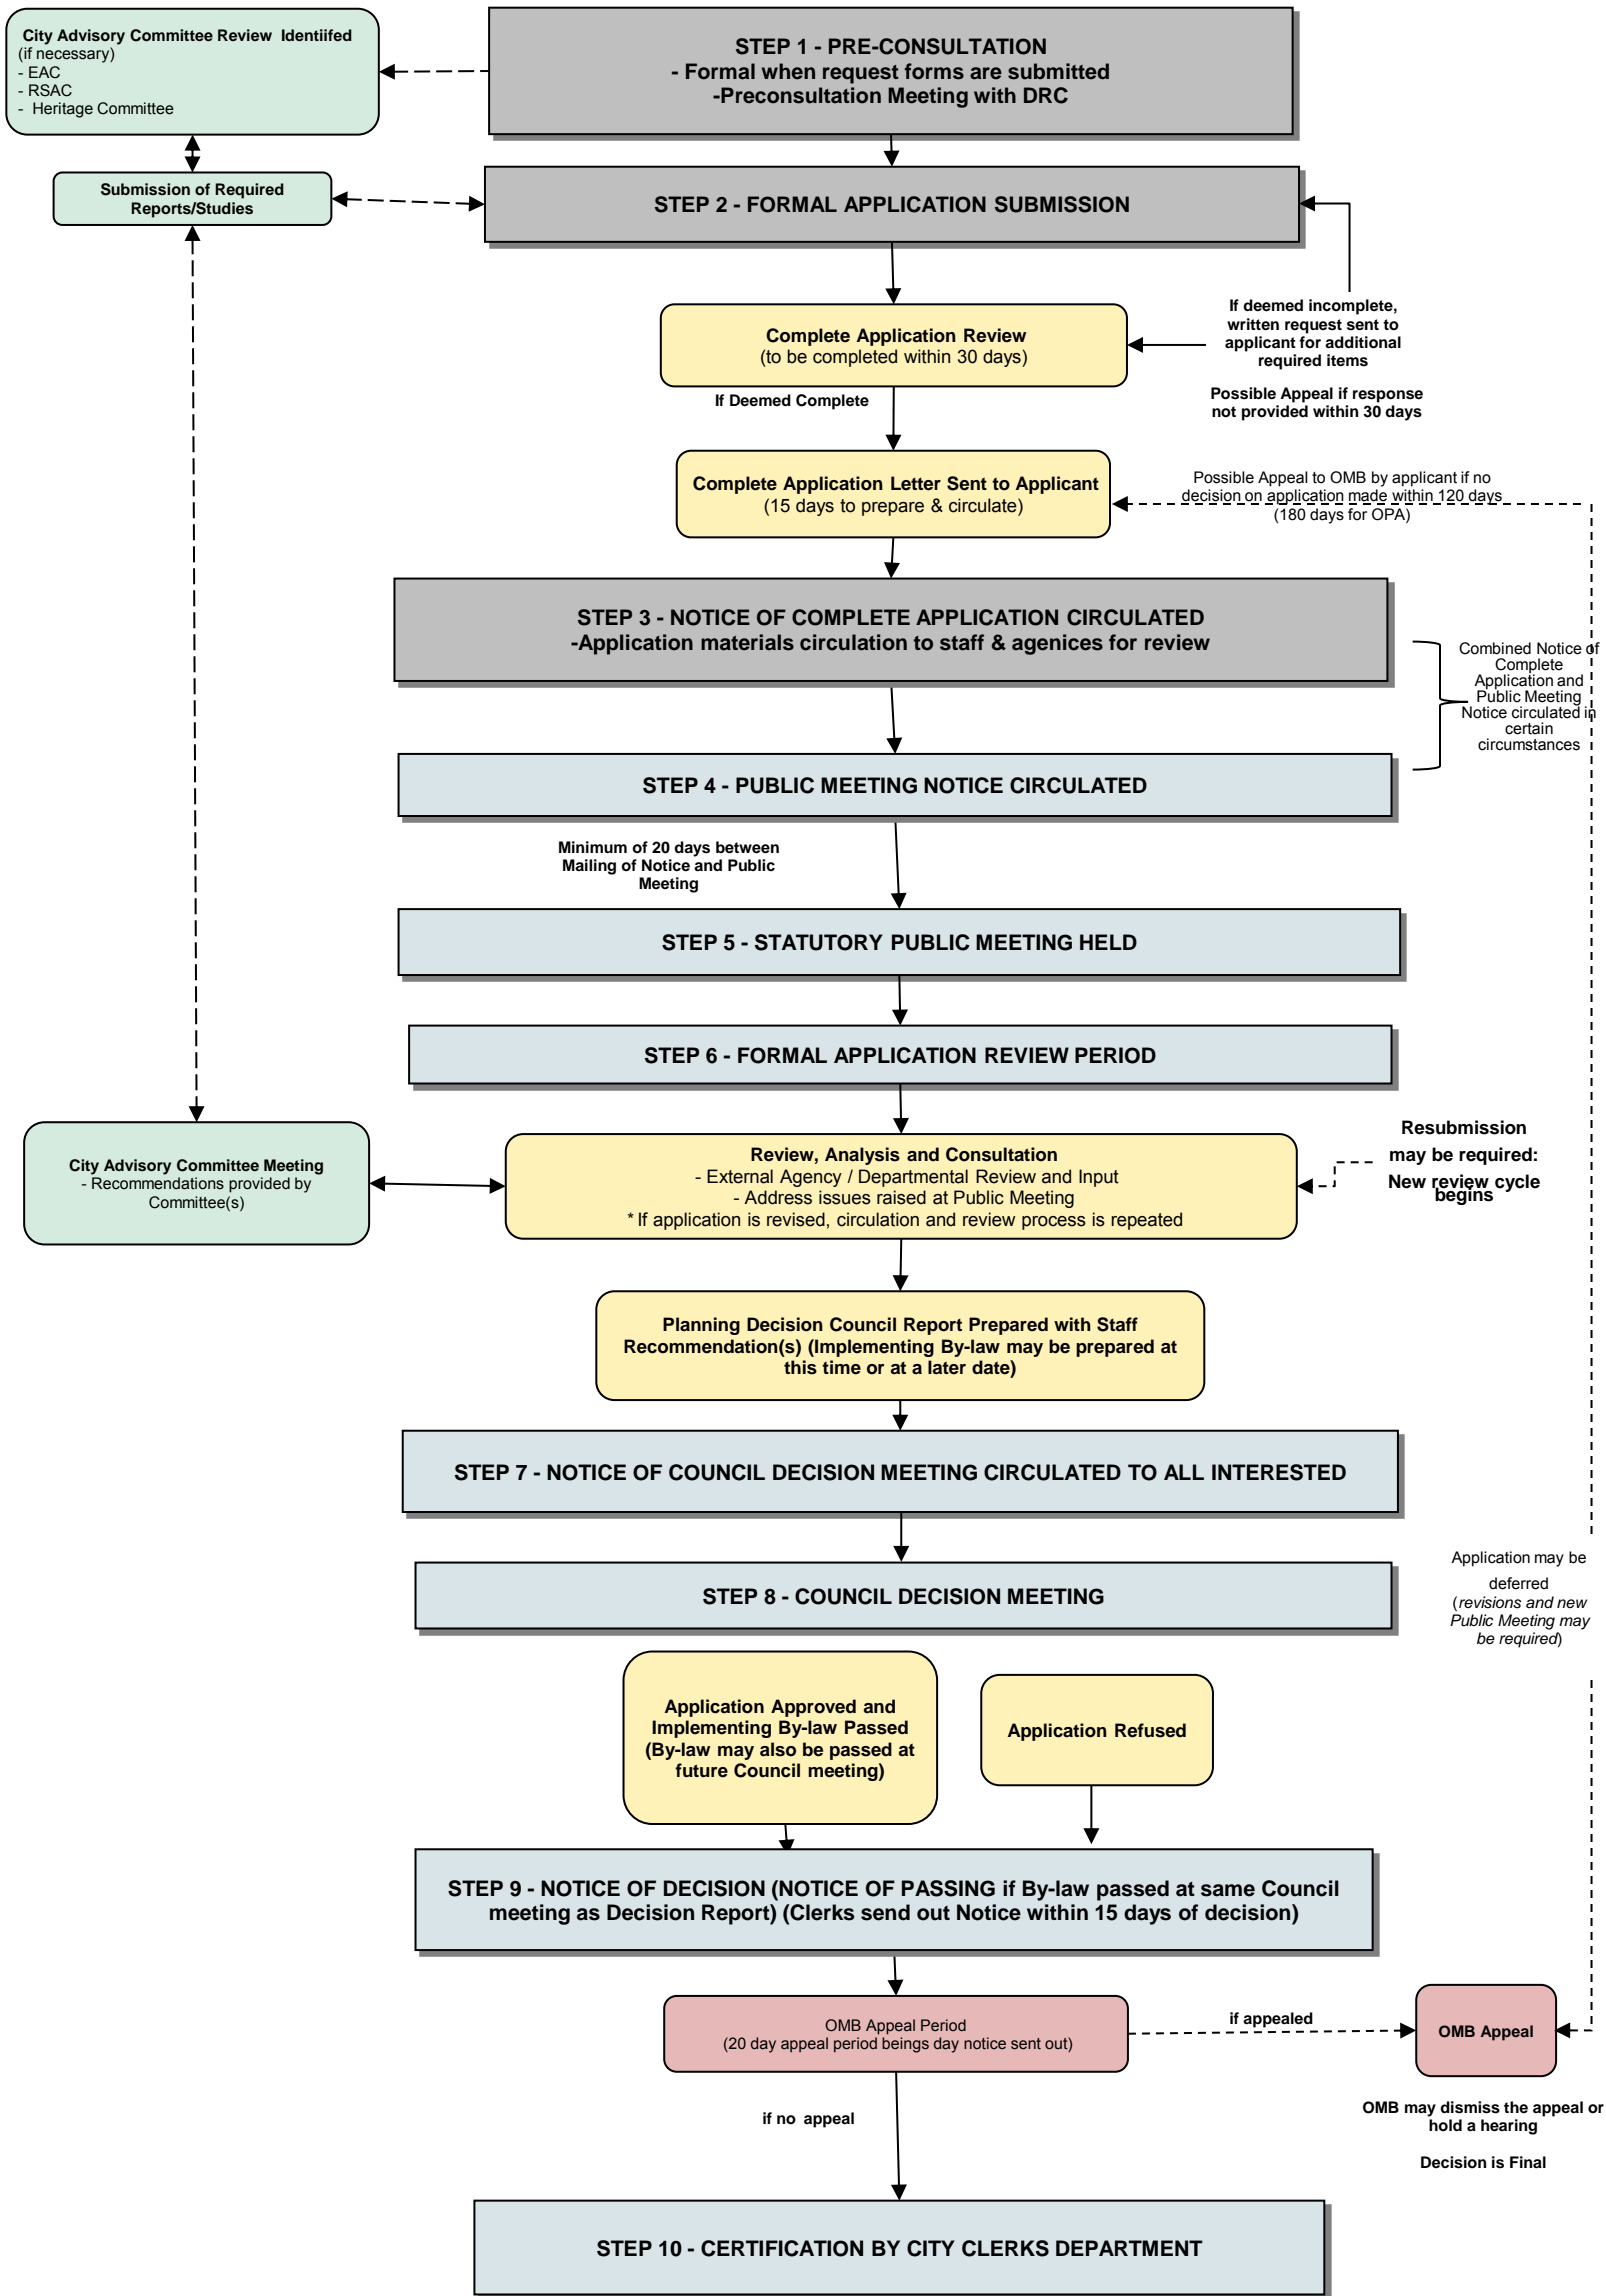 City Advisory Committee Review Identiifed
(if necessary)
- EAC
- RSAC
- Heritage Committee
STEP 1 - PRE-CONSULTATION
- Formal when request forms are submitted
-Preconsultation Meeting with DRC
Submission of Required
Reports/Studies
STEP 2 - FORMAL APPLICATION SUBMISSION
If deemed incomplete,
written request sent to
applicant for additional
required items
Possible Appeal if response
not provided within 30 days
Complete Application Review
(to be completed within 30 days)
If Deemed Complete
Complete Application Letter Sent to Applicant
(15 days to prepare & circulate)
Possible Appeal to OMB by applicant if no
decision on application made within 120 days
(180 days for OPA)
STEP 3 - NOTICE OF COMPLETE APPLICATION CIRCULATED
-Application materials circulation to staff & agenices for review
Combined Notice of
Complete
Application and
Public Meeting
Notice circulated in
certain
circumstances
STEP 4 - PUBLIC MEETING NOTICE CIRCULATED
Minimum of 20 days between
Mailing of Notice and Public
Meeting
STEP 5 - STATUTORY PUBLIC MEETING HELD
STEP 6 - FORMAL APPLICATION REVIEW PERIOD
City Advisory Committee Meeting
- Recommendations provided by
Committee(s)
Review, Analysis and Consultation
- External Agency / Departmental Review and Input
- Address issues raised at Public Meeting
* If application is revised, circulation and review process is repeated
Resubmission
may be required:
New review cycle
begins
Planning Decision Council Report Prepared with Staff
Recommendation(s) (Implementing By-law may be prepared at
this time or at a later date)
STEP 7 - NOTICE OF COUNCIL DECISION MEETING CIRCULATED TO ALL INTERESTED
STEP 8 - COUNCIL DECISION MEETING
Application may be
deferred
(revisions and new
Public Meeting may
be required)
Application Approved and
Implementing By-law Passed
(By-law may also be passed at
future Council meeting)
Application Refused
STEP 9 - NOTICE OF DECISION (NOTICE OF PASSING if By-law passed at same Council
meeting as Decision Report) (Clerks send out Notice within 15 days of decision)
OMB Appeal Period
(20 day appeal period beings day notice sent out)
if appealed
OMB Appeal
if no appeal
OMB may dismiss the appeal or
hold a hearing
Decision is Final
STEP 10 - CERTIFICATION BY CITY CLERKS DEPARTMENT